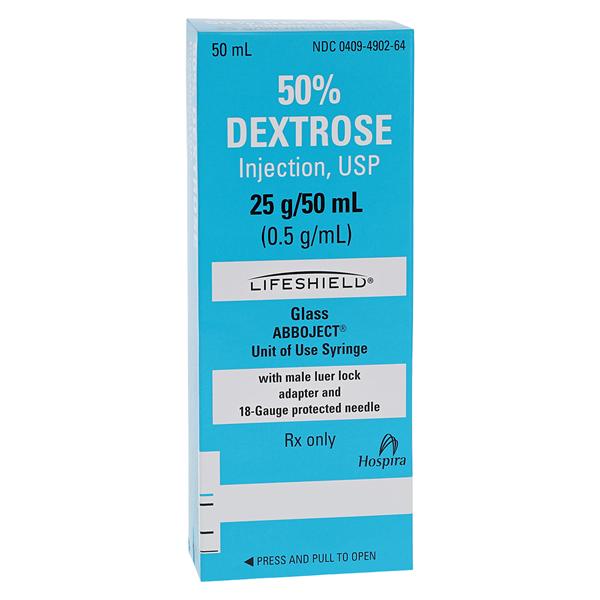 50 mL NDC 0409-4902-64
50%
DEXTROSE
Injection, USP
25 g/50 mL
(0.5 g/mL)
LIFESHIELD®
Glass
ABBOJECT®
Unit of Use Syringe
with male luer lock
adapter and
18-Gauge protected needle
Rx only
Hospira
◀ PRESS AND PULL TO OPEN